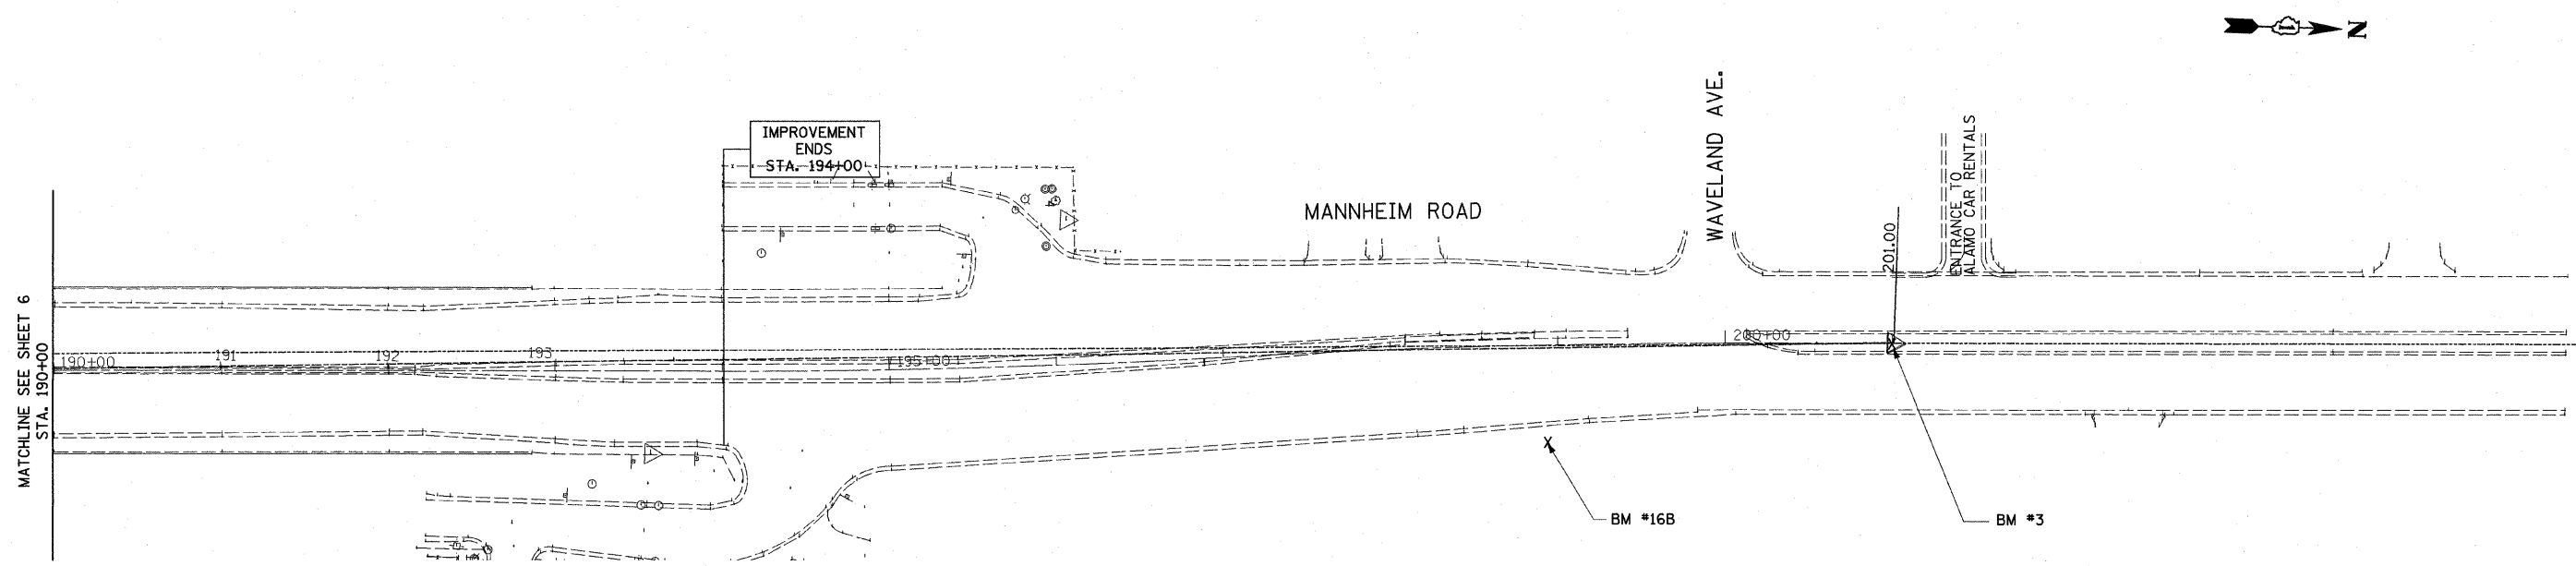 N
IMPROVEMENT
ENDS
STA. 194+00
MANNHEIM ROAD
WAVELAND AVE.
ENTRANCE TO
ALAMO CAR RENTALS
201.00
MATCHLINE SEE SHEET 6
STA. 190+00
190+00
191
192
193
195+00
200+00
BM #16B
BM #3